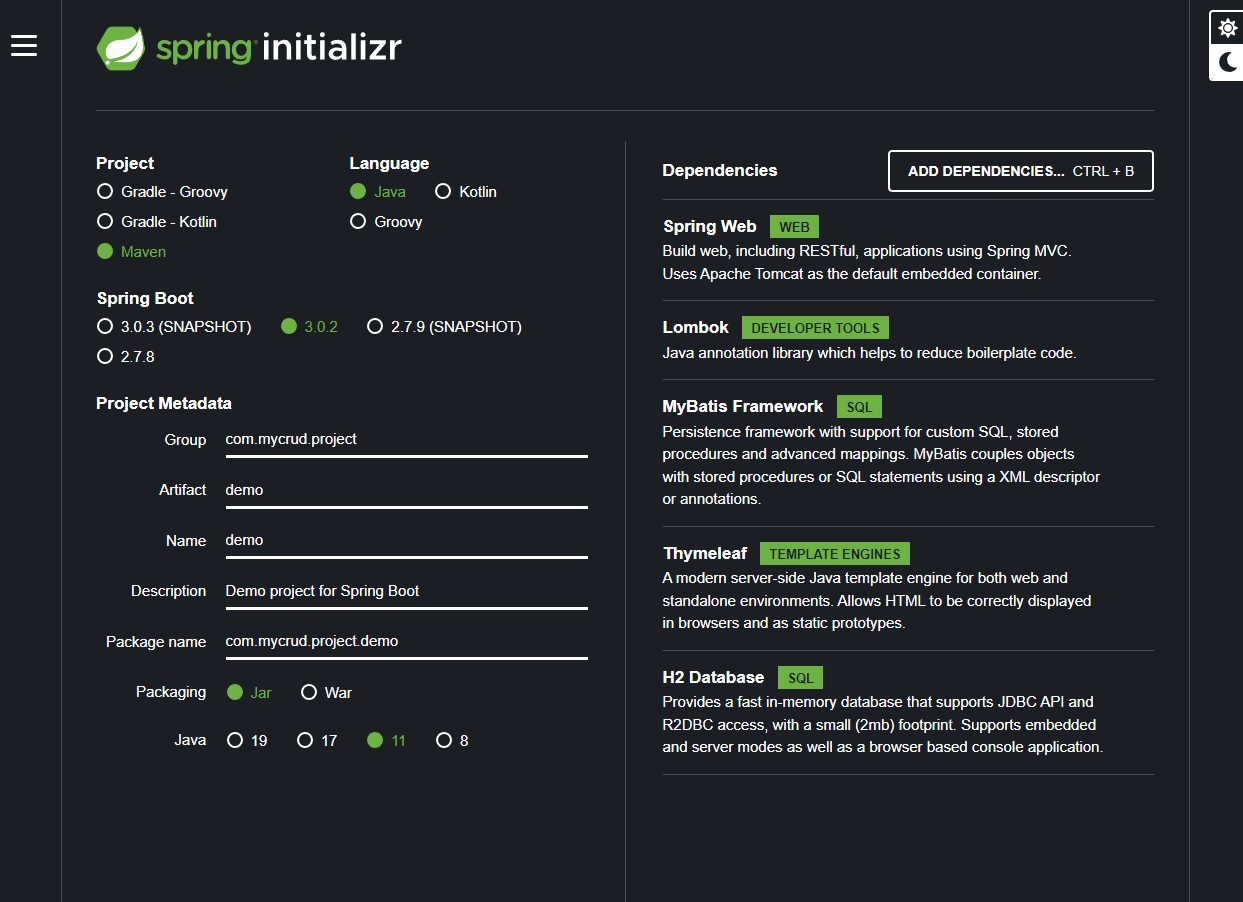 spring initializr
Project
Gradle - Groovy
Gradle - Kotlin
Maven
Language
Java Kotlin
Groovy
Spring Boot
3.0.3 (SNAPSHOT) 3.0.2 2.7.9 (SNAPSHOT)
2.7.8
Project Metadata
Group com.mycrud.project
Artifact demo
Name demo
Description Demo project for Spring Boot
Package name com.mycrud.project.demo
Packaging Jar War
Java 19 17 11 8
Dependencies ADD DEPENDENCIES... CTRL + B
Spring Web WEB
Build web, including RESTful, applications using Spring MVC.
Uses Apache Tomcat as the default embedded container.
Lombok DEVELOPER TOOLS
Java annotation library which helps to reduce boilerplate code.
MyBatis Framework SQL
Persistence framework with support for custom SQL, stored
procedures and advanced mappings. MyBatis couples objects
with stored procedures or SQL statements using a XML descriptor
or annotations.
Thymeleaf TEMPLATE ENGINES
A modern server-side Java template engine for both web and
standalone environments. Allows HTML to be correctly displayed
in browsers and as static prototypes.
H2 Database SQL
Provides a fast in-memory database that supports JDBC API and
R2DBC access, with a small (2mb) footprint. Supports embedded
and server modes as well as a browser based console application.